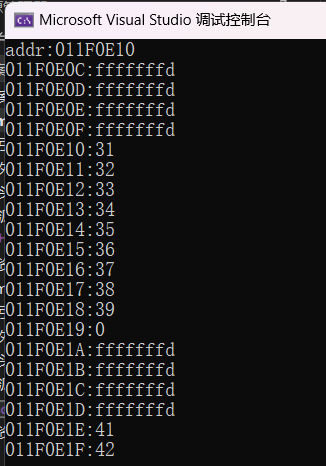 Microsoft Visual Studio 调试控制台
addr:011F0E10
011F0E0C:fffffffd
011F0E0D:fffffffd
011F0E0E:fffffffd
011F0E0F:fffffffd
011F0E10:31
011F0E11:32
011F0E12:33
011F0E13:34
011F0E14:35
011F0E15:36
011F0E16:37
011F0E17:38
011F0E18:39
011F0E19:0
011F0E1A:fffffffd
011F0E1B:fffffffd
011F0E1C:fffffffd
011F0E1D:fffffffd
011F0E1E:41
011F0E1F:42